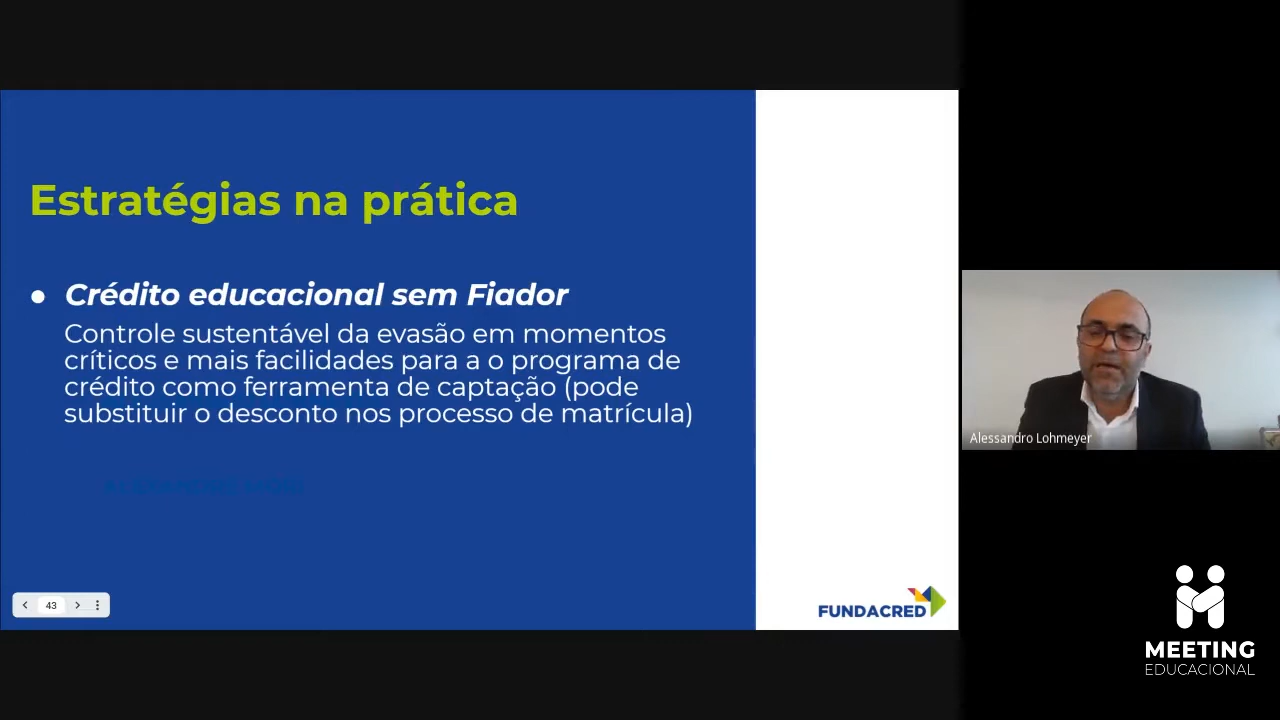 Estratégias na prática
● Crédito educacional sem Fiador
Controle sustentável da evasão em momentos
críticos e mais facilidades para a o programa de
crédito como ferramenta de captação (pode
substituir o desconto nos processo de matrícula)
43
FUNDACRED
Alessandro Lohmeyer
MEETING
EDUCACIONAL